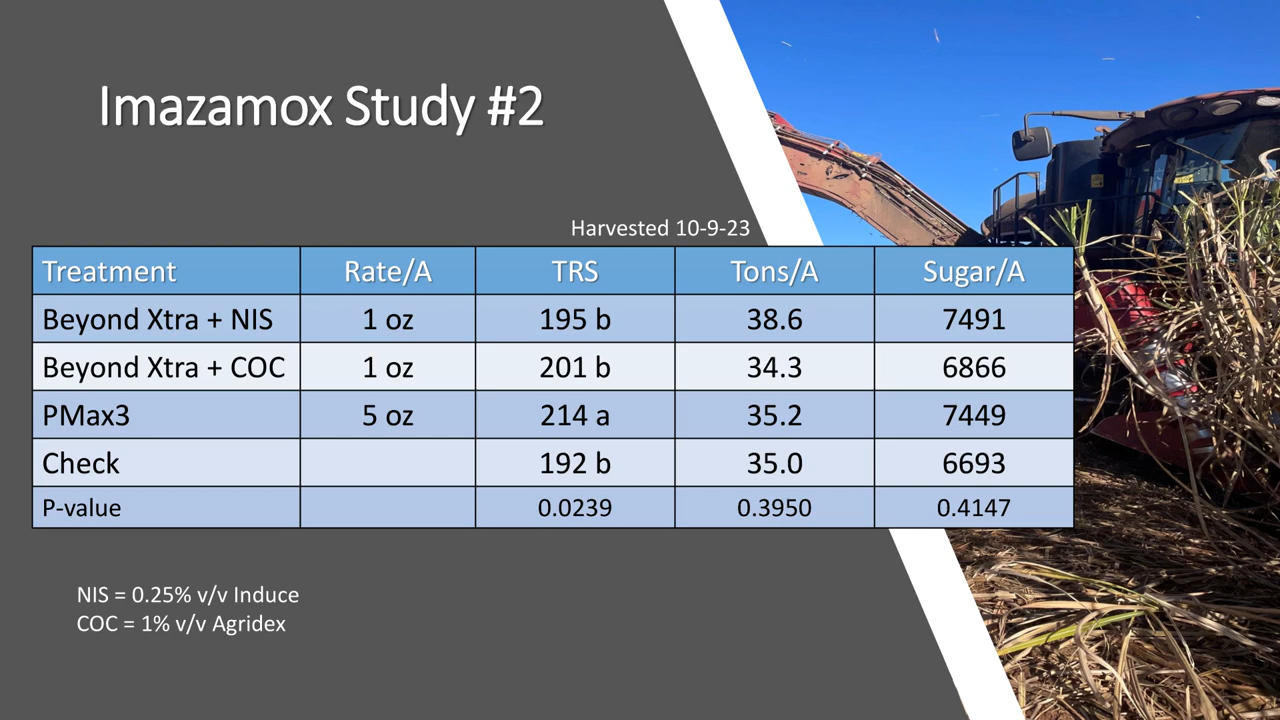 Imazamox Study #2
Harvested 10-9-23
Treatment Rate/A TRS Tons/A Sugar/A
Beyond Xtra + NIS 1 oz 195 b 38.6 7491
Beyond Xtra + COC 1 oz 201 b 34.3 6866
PMax3 5 oz 214 a 35.2 7449
Check 192 b 35.0 6693
P-value 0.0239 0.3950 0.4147
NIS = 0.25% v/v Induce
COC = 1% v/v Agridex